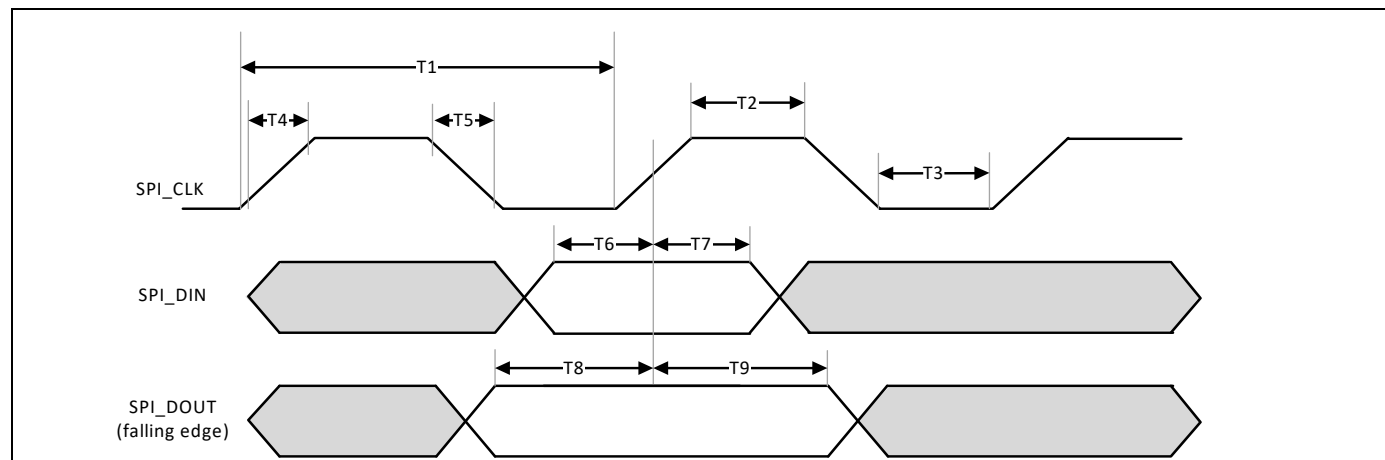 T1
T2
T4
T5
T3
SPI_CLK
T6
T7
SPI_DIN
T8
T9
SPI_DOUT
(falling edge)